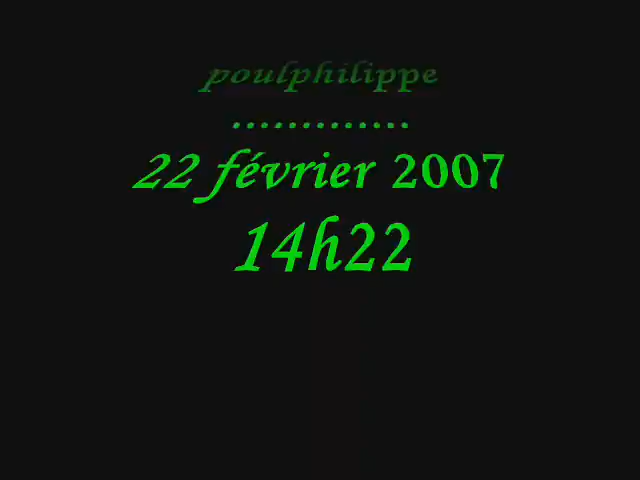 poulphilippe
.............
22 février 2007
14h22